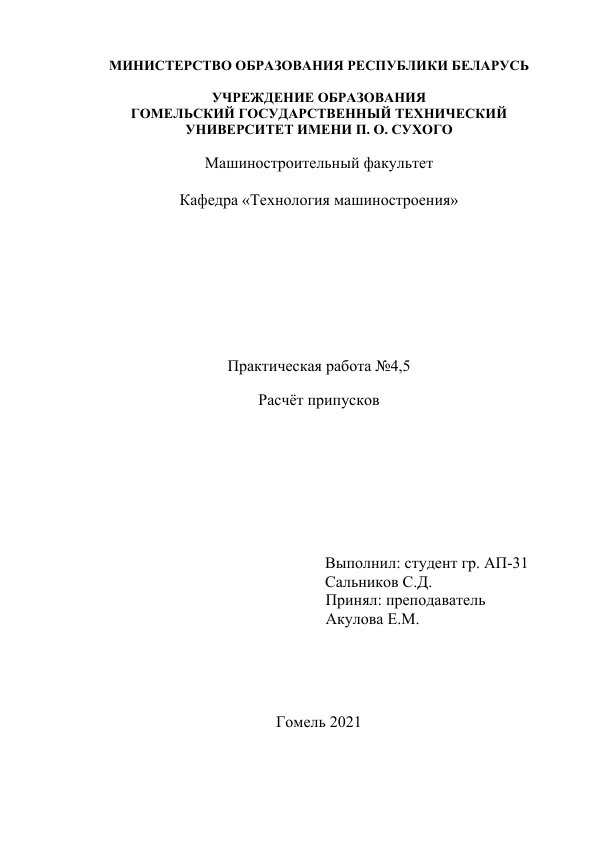 МИНИСТЕРСТВО ОБРАЗОВАНИЯ РЕСПУБЛИКИ БЕЛАРУСЬ
УЧРЕЖДЕНИЕ ОБРАЗОВАНИЯ
ГОМЕЛЬСКИЙ ГОСУДАРСТВЕННЫЙ ТЕХНИЧЕСКИЙ
УНИВЕРСИТЕТ ИМЕНИ П. О. СУХОГО
Машиностроительный факультет
Кафедра «Технология машиностроения»
Практическая работа №4,5
Расчёт припусков
Выполнил: студент гр. АП-31
Сальников С.Д.
Принял: преподаватель
Акулова Е.М.
Гомель 2021